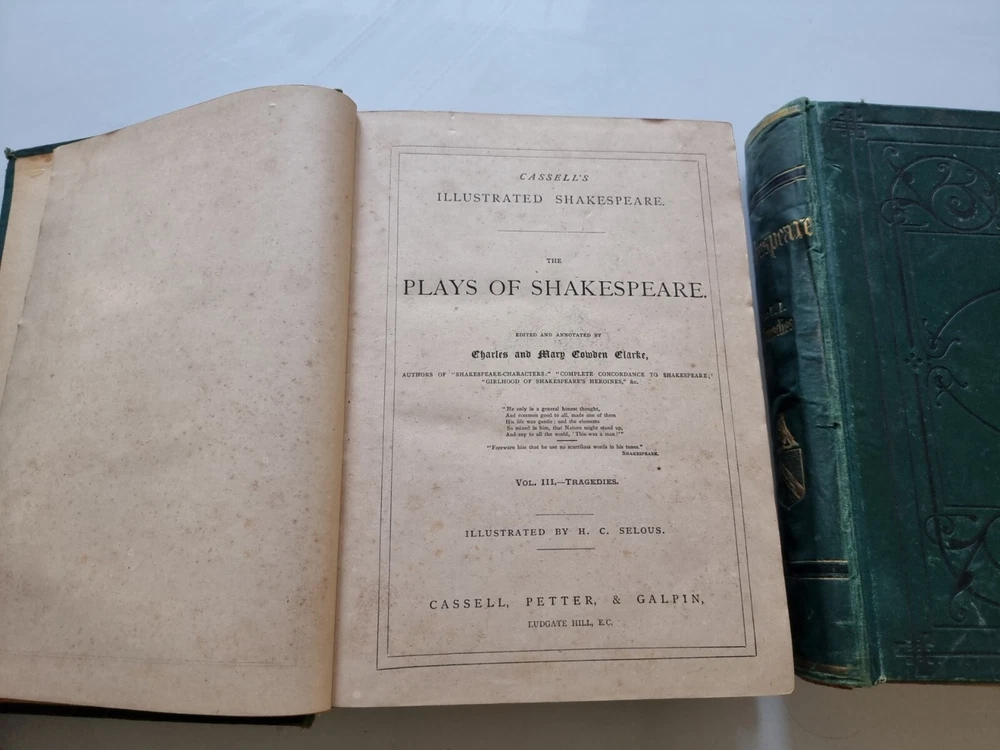 CASSELL'S
ILLUSTRATED SHAKESPEARE.
THE
PLAYS OF SHAKESPEARE.
EDITED AND ANNOTATED BY
Charles and Mary Cowden Clarke,
AUTHORS OF "SHAKESPEARE-CHARACTERS;" "COMPLETE CONCORDANCE TO SHAKESPEARE;"
"GIRLHOOD OF SHAKESPEARE'S HEROINES," &c.
"He only in a general honest thought,
And common good to all, made one of them
His life was gentle; and the elements
So mixed in him, that Nature might stand up,
And say to all the world, 'This was a man!'"
"Forewarn him that he use no scurrilous words in his tunes."
SHAKESPEARE.
VOL. III.—TRAGEDIES.
ILLUSTRATED BY H. C. SELOUS.
CASSELL, PETTER, & GALPIN,
LUDGATE HILL, E.C.
espeare